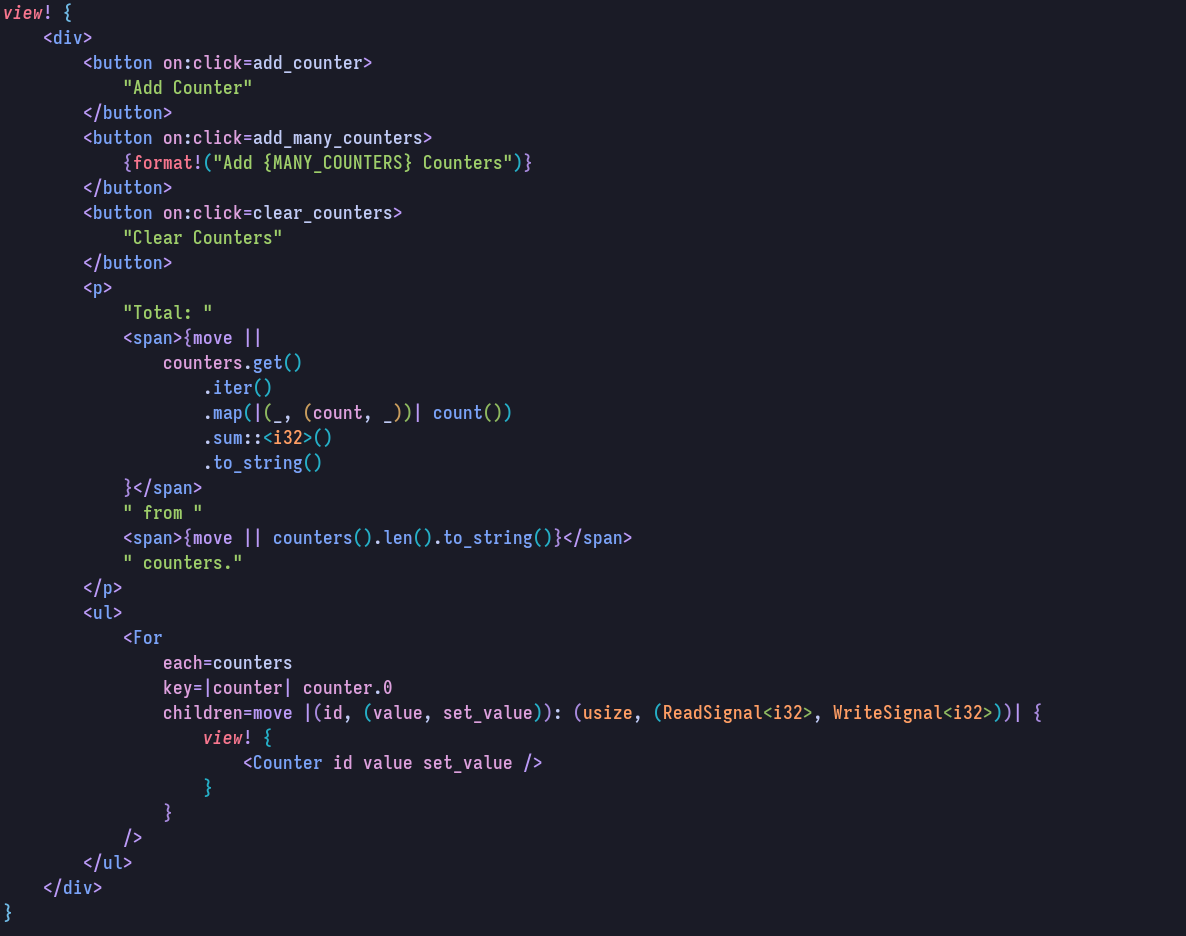 view! {
    <div>
        <button on:click=add_counter>
            "Add Counter"
        </button>
        <button on:click=add_many_counters>
            {format!("Add {MANY_COUNTERS} Counters")}
        </button>
        <button on:click=clear_counters>
            "Clear Counters"
        </button>
        <p>
            "Total: "
            <span>{move ||
                counters.get()
                    .iter()
                    .map(|(_, (count, _))| count())
                    .sum::<i32>()
                    .to_string()
            }</span>
            " from "
            <span>{move || counters().len().to_string()}</span>
            " counters."
        </p>
        <ul>
            <For
                each=counters
                key=|counter| counter.0
                children=move |(id, (value, set_value)): (usize, (ReadSignal<i32>, WriteSignal<i32>))| {
                    view! {
                        <Counter id value set_value />
                    }
                }
            />
        </ul>
    </div>
}